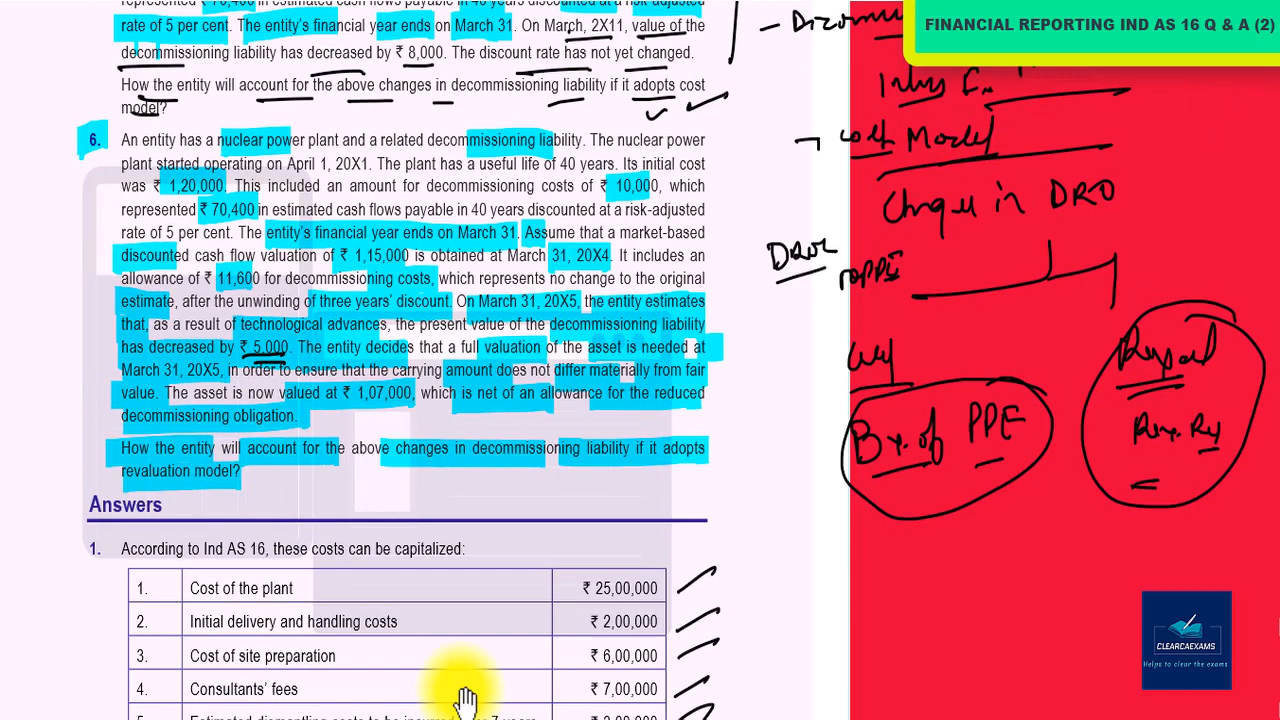 represented ₹ 70,400 in estimated cash flows payable in 40 years discounted at a risk-adjusted
rate of 5 per cent. The entity's financial year ends on March 31. On March, 2X11, value of the
decommissioning liability has decreased by ₹ 8,000. The discount rate has not yet changed.
How the entity will account for the above changes in decommissioning liability if it adopts cost
model?
6. An entity has a nuclear power plant and a related decommissioning liability. The nuclear power
plant started operating on April 1, 20X1. The plant has a useful life of 40 years. Its initial cost
was ₹ 1,20,000. This included an amount for decommissioning costs of ₹ 10,000, which
represented ₹ 70,400 in estimated cash flows payable in 40 years discounted at a risk-adjusted
rate of 5 per cent. The entity's financial year ends on March 31. Assume that a market-based
discounted cash flow valuation of ₹ 1,15,000 is obtained at March 31, 20X4. It includes an
allowance of ₹ 11,600 for decommissioning costs, which represents no change to the original
estimate, after the unwinding of three years' discount. On March 31, 20X5, the entity estimates
that, as a result of technological advances, the present value of the decommissioning liability
has decreased by ₹ 5,000. The entity decides that a full valuation of the asset is needed at
March 31, 20X5, in order to ensure that the carrying amount does not differ materially from fair
value. The asset is now valued at ₹ 1,07,000, which is net of an allowance for the reduced
decommissioning obligation.
How the entity will account for the above changes in decommissioning liability if it adopts
revaluation model?
Answers
1. According to Ind AS 16, these costs can be capitalized:
1. Cost of the plant ₹ 25,00,000
2. Initial delivery and handling costs ₹ 2,00,000
3. Cost of site preparation ₹ 6,00,000
4. Consultants' fees ₹ 7,00,000
FINANCIAL REPORTING IND AS 16 Q & A (2)
Model
Change in DRO
of PPE
CLEARCAEXAMS
Helps to clear the exams